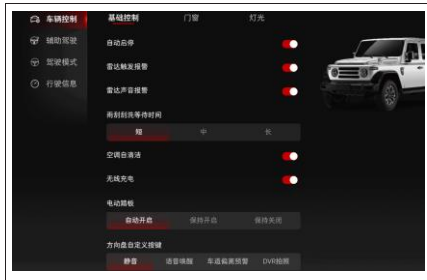 车辆控制
辅助驾驶
驾驶模式
行驶信息
基础控制 门窗 灯光
自动启停
雷达触发报警
雷达声音报警
雨刮刮洗等待时间
短 中 长
空调自清洁
无线充电
电动踏板
自动开启 保持开启 保持关闭
方向盘自定义按键
静音 语音唤醒 车道偏离预警 DVR拍照